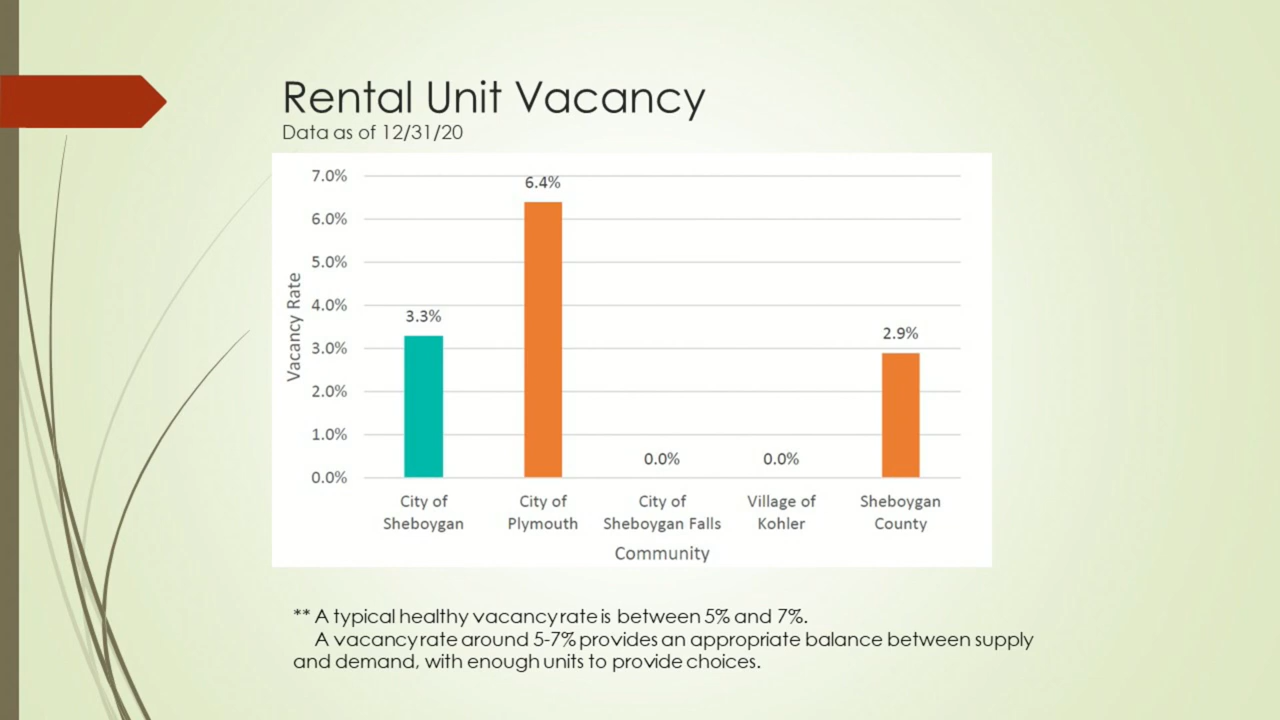 Rental Unit Vacancy
Data as of 12/31/20
7.0%
6.0%
5.0%
4.0%
3.0%
2.0%
1.0%
0.0%
Vacancy Rate
3.3%
6.4%
0.0%
0.0%
2.9%
City of
Sheboygan
City of
Plymouth
City of
Sheboygan Falls
Village of
Kohler
Sheboygan
County
Community
** A typical healthy vacancy rate is between 5% and 7%.
A vacancy rate around 5-7% provides an appropriate balance between supply
and demand, with enough units to provide choices.